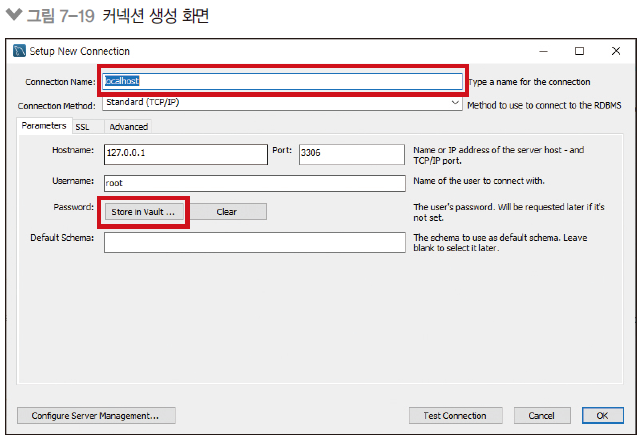 그림 7-19 커넥션 생성 화면
Setup New Connection
Connection Name: localhost Type a name for the connection
Connection Method: Standard (TCP/IP) Method to use to connect to the RDBMS
Parameters SSL Advanced
Hostname: 127.0.0.1 Port: 3306 Name or IP address of the server host - and
TCP/IP port.
Username: root Name of the user to connect with.
Password: Store in Vault ... Clear The user's password. Will be requested later if it's
not set.
Default Schema: The schema to use as default schema. Leave
blank to select it later.
Configure Server Management... Test Connection Cancel OK